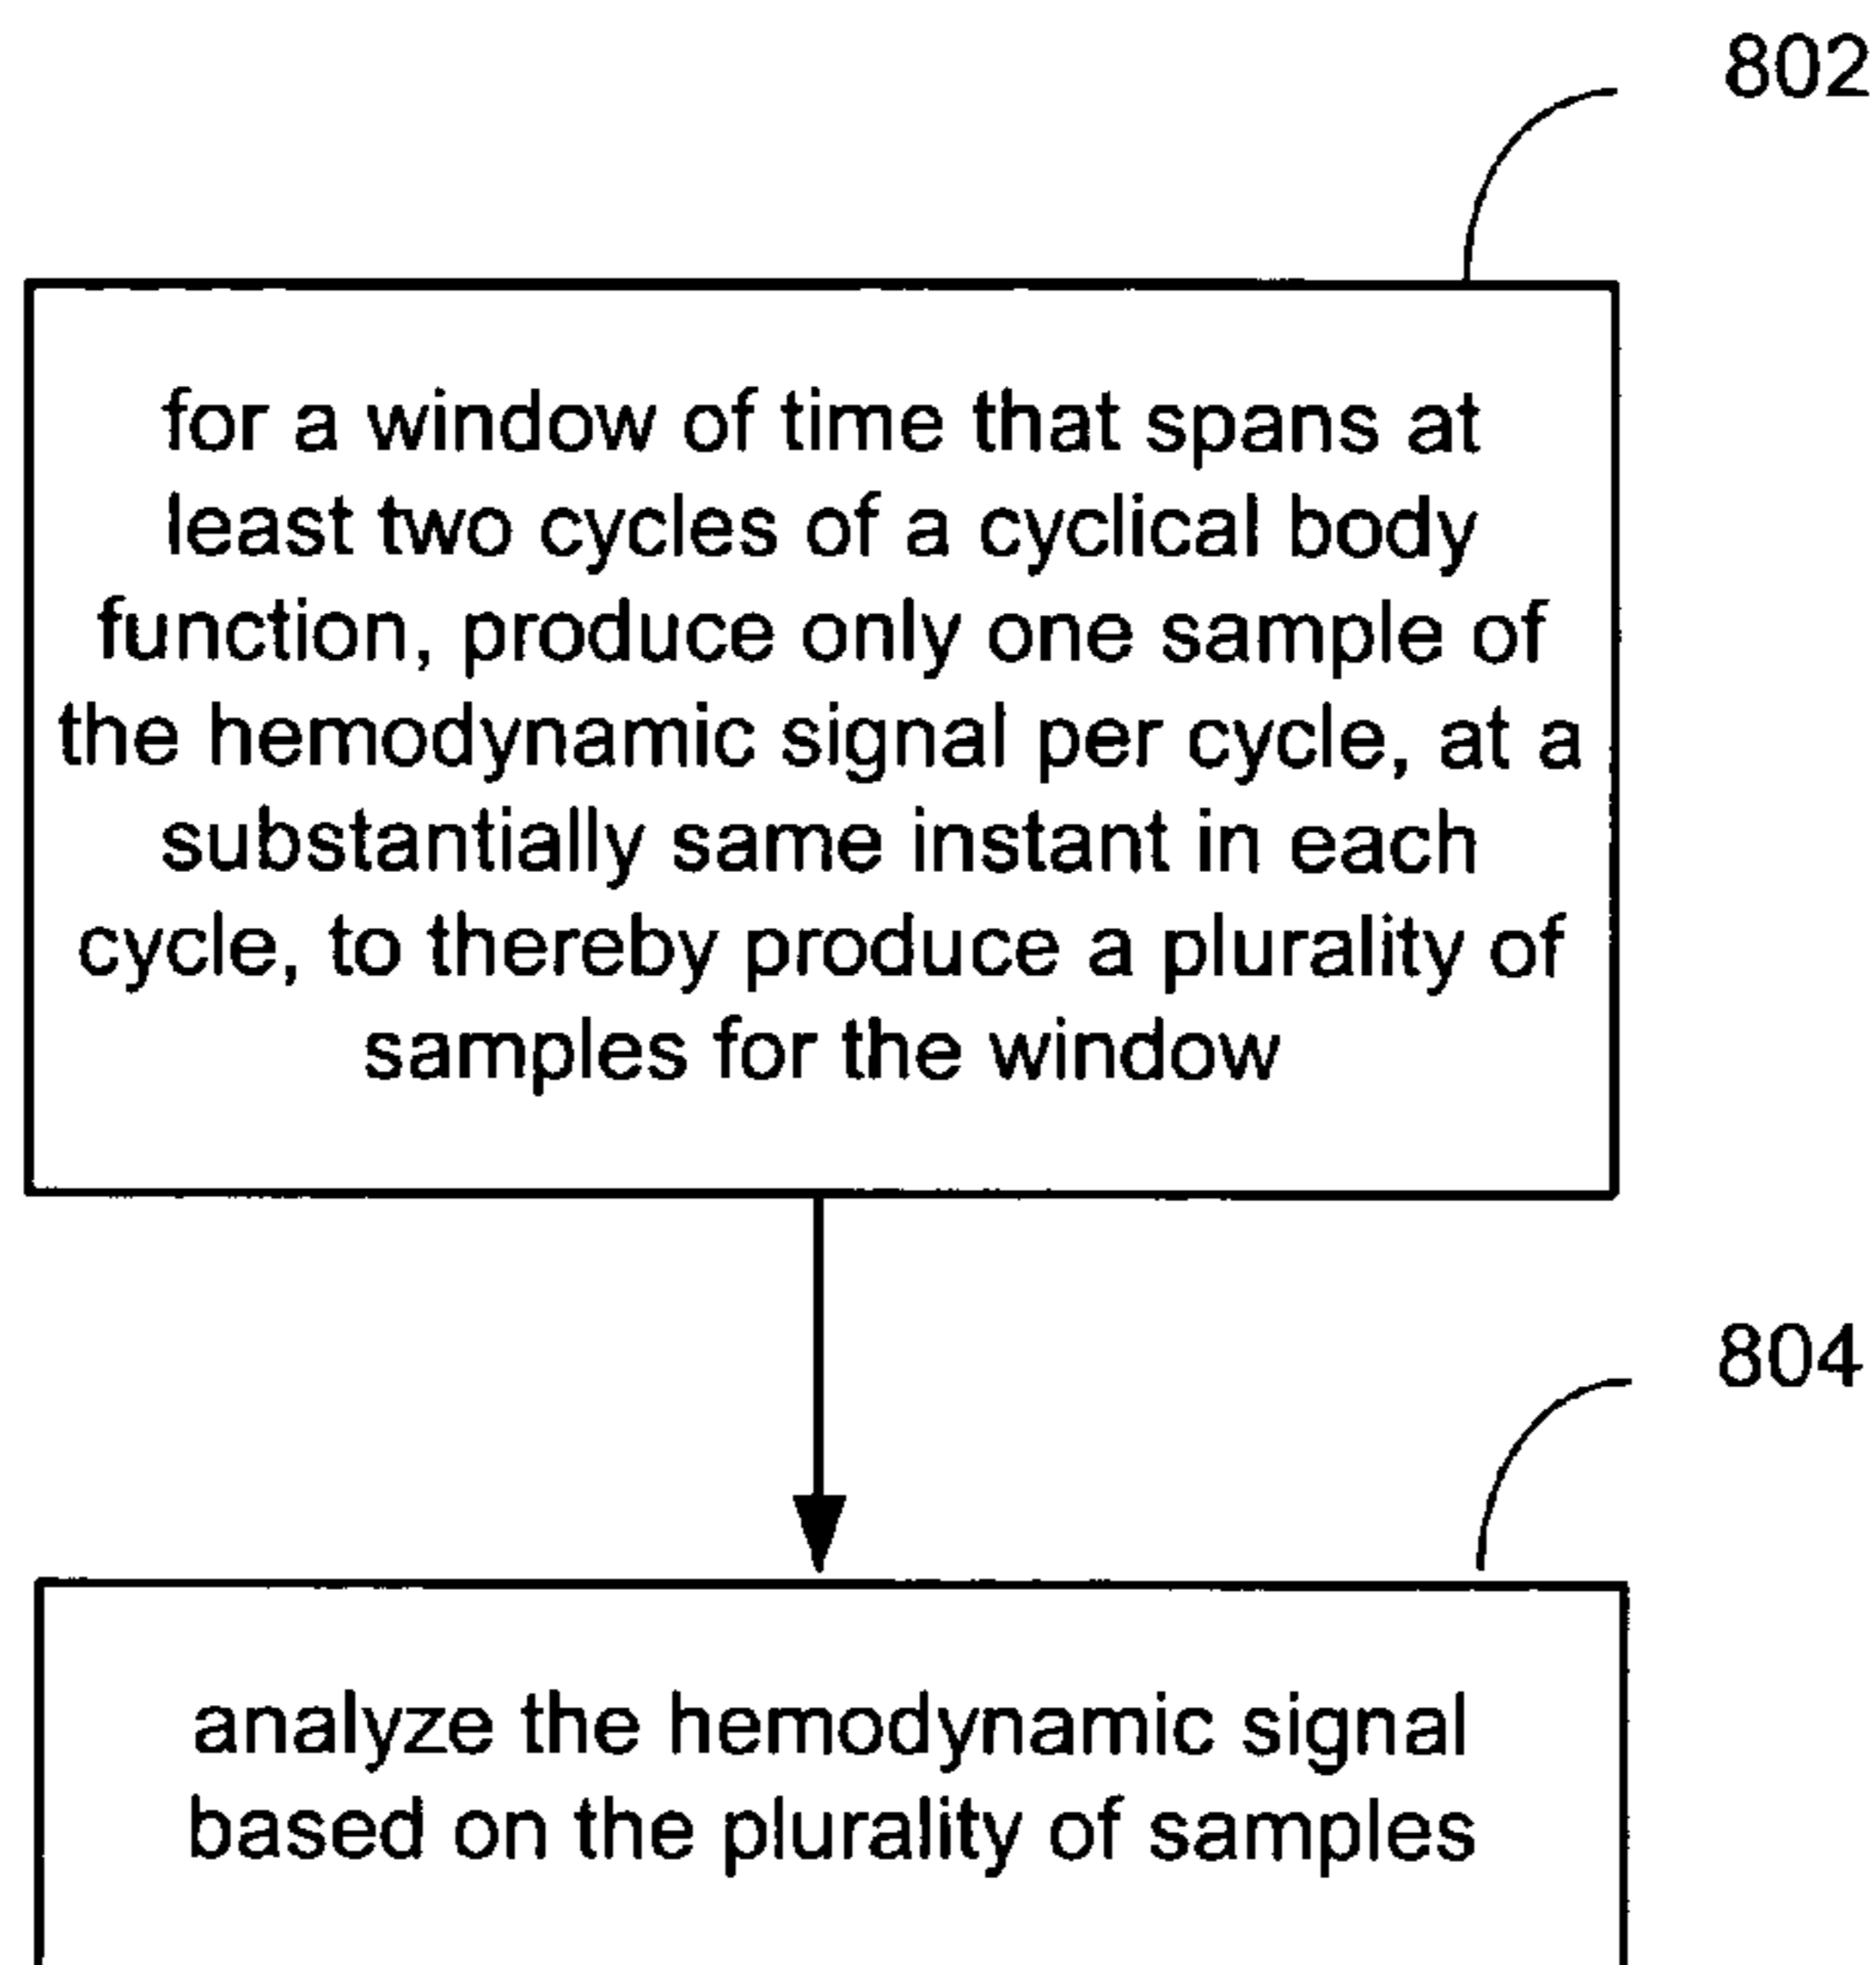 802
for a window of time that spans at
least two cycles of a cyclical body
function, produce only one sample of
the hemodynamic signal per cycle, at a
substantially same instant in each
cycle, to thereby produce a plurality of
samples for the window
804
analyze the hemodynamic signal
based on the plurality of samples